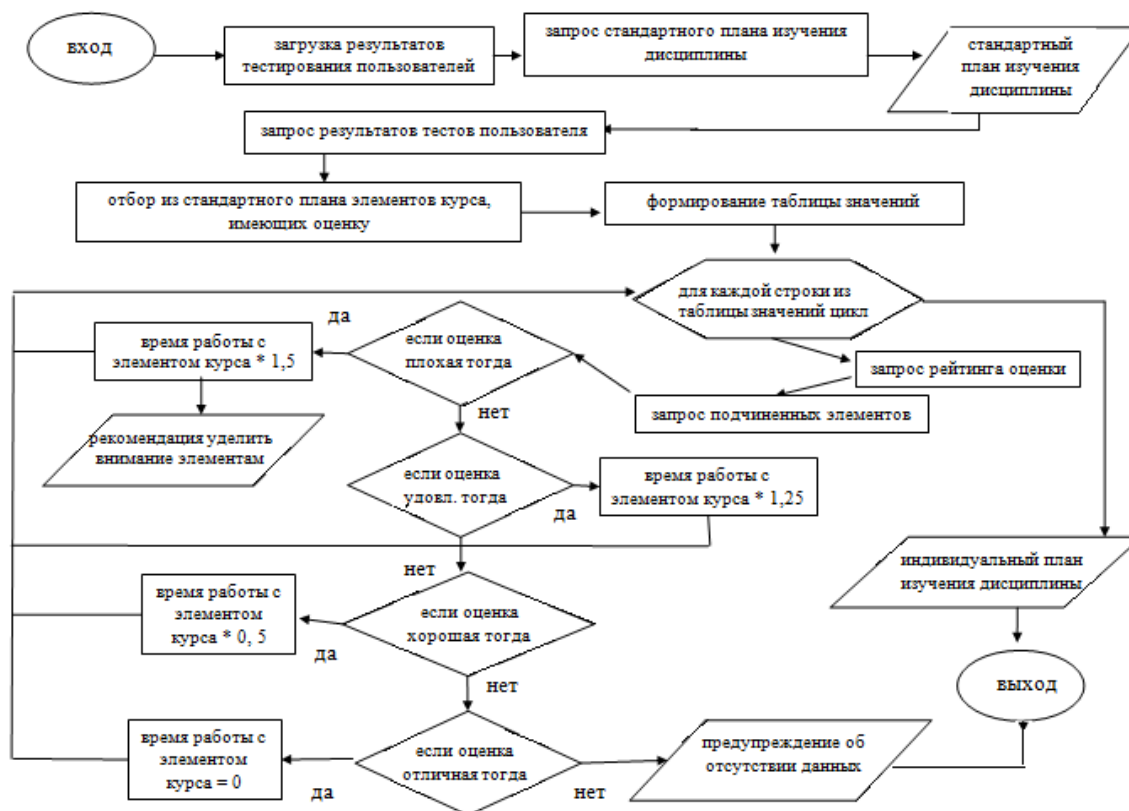 вход
загрузка результатов
тестирования пользователей
запрос стандартного плана изучения
дисциплины
стандартный
план изучения
дисциплины
запрос результатов тестов пользователя
отбор из стандартного плана элементов курса,
имеющих оценку
формирование таблицы значений
для каждой строки из
таблицы значений цикл
запрос рейтинга оценки
запрос подчиненных элементов
если оценка
плохая тогда
да
время работы с
элементом курса * 1,5
рекомендация уделить
внимание элементам
нет
если оценка
удовл. тогда
да
время работы с
элементом курса * 1,25
нет
если оценка
хорошая тогда
да
время работы с
элементом
курса * 0, 5
нет
если оценка
отличная тогда
да
время работы с
элементом
курса = 0
нет
предупреждение об
отсутствии данных
индивидуальный план
изучения дисциплины
выход